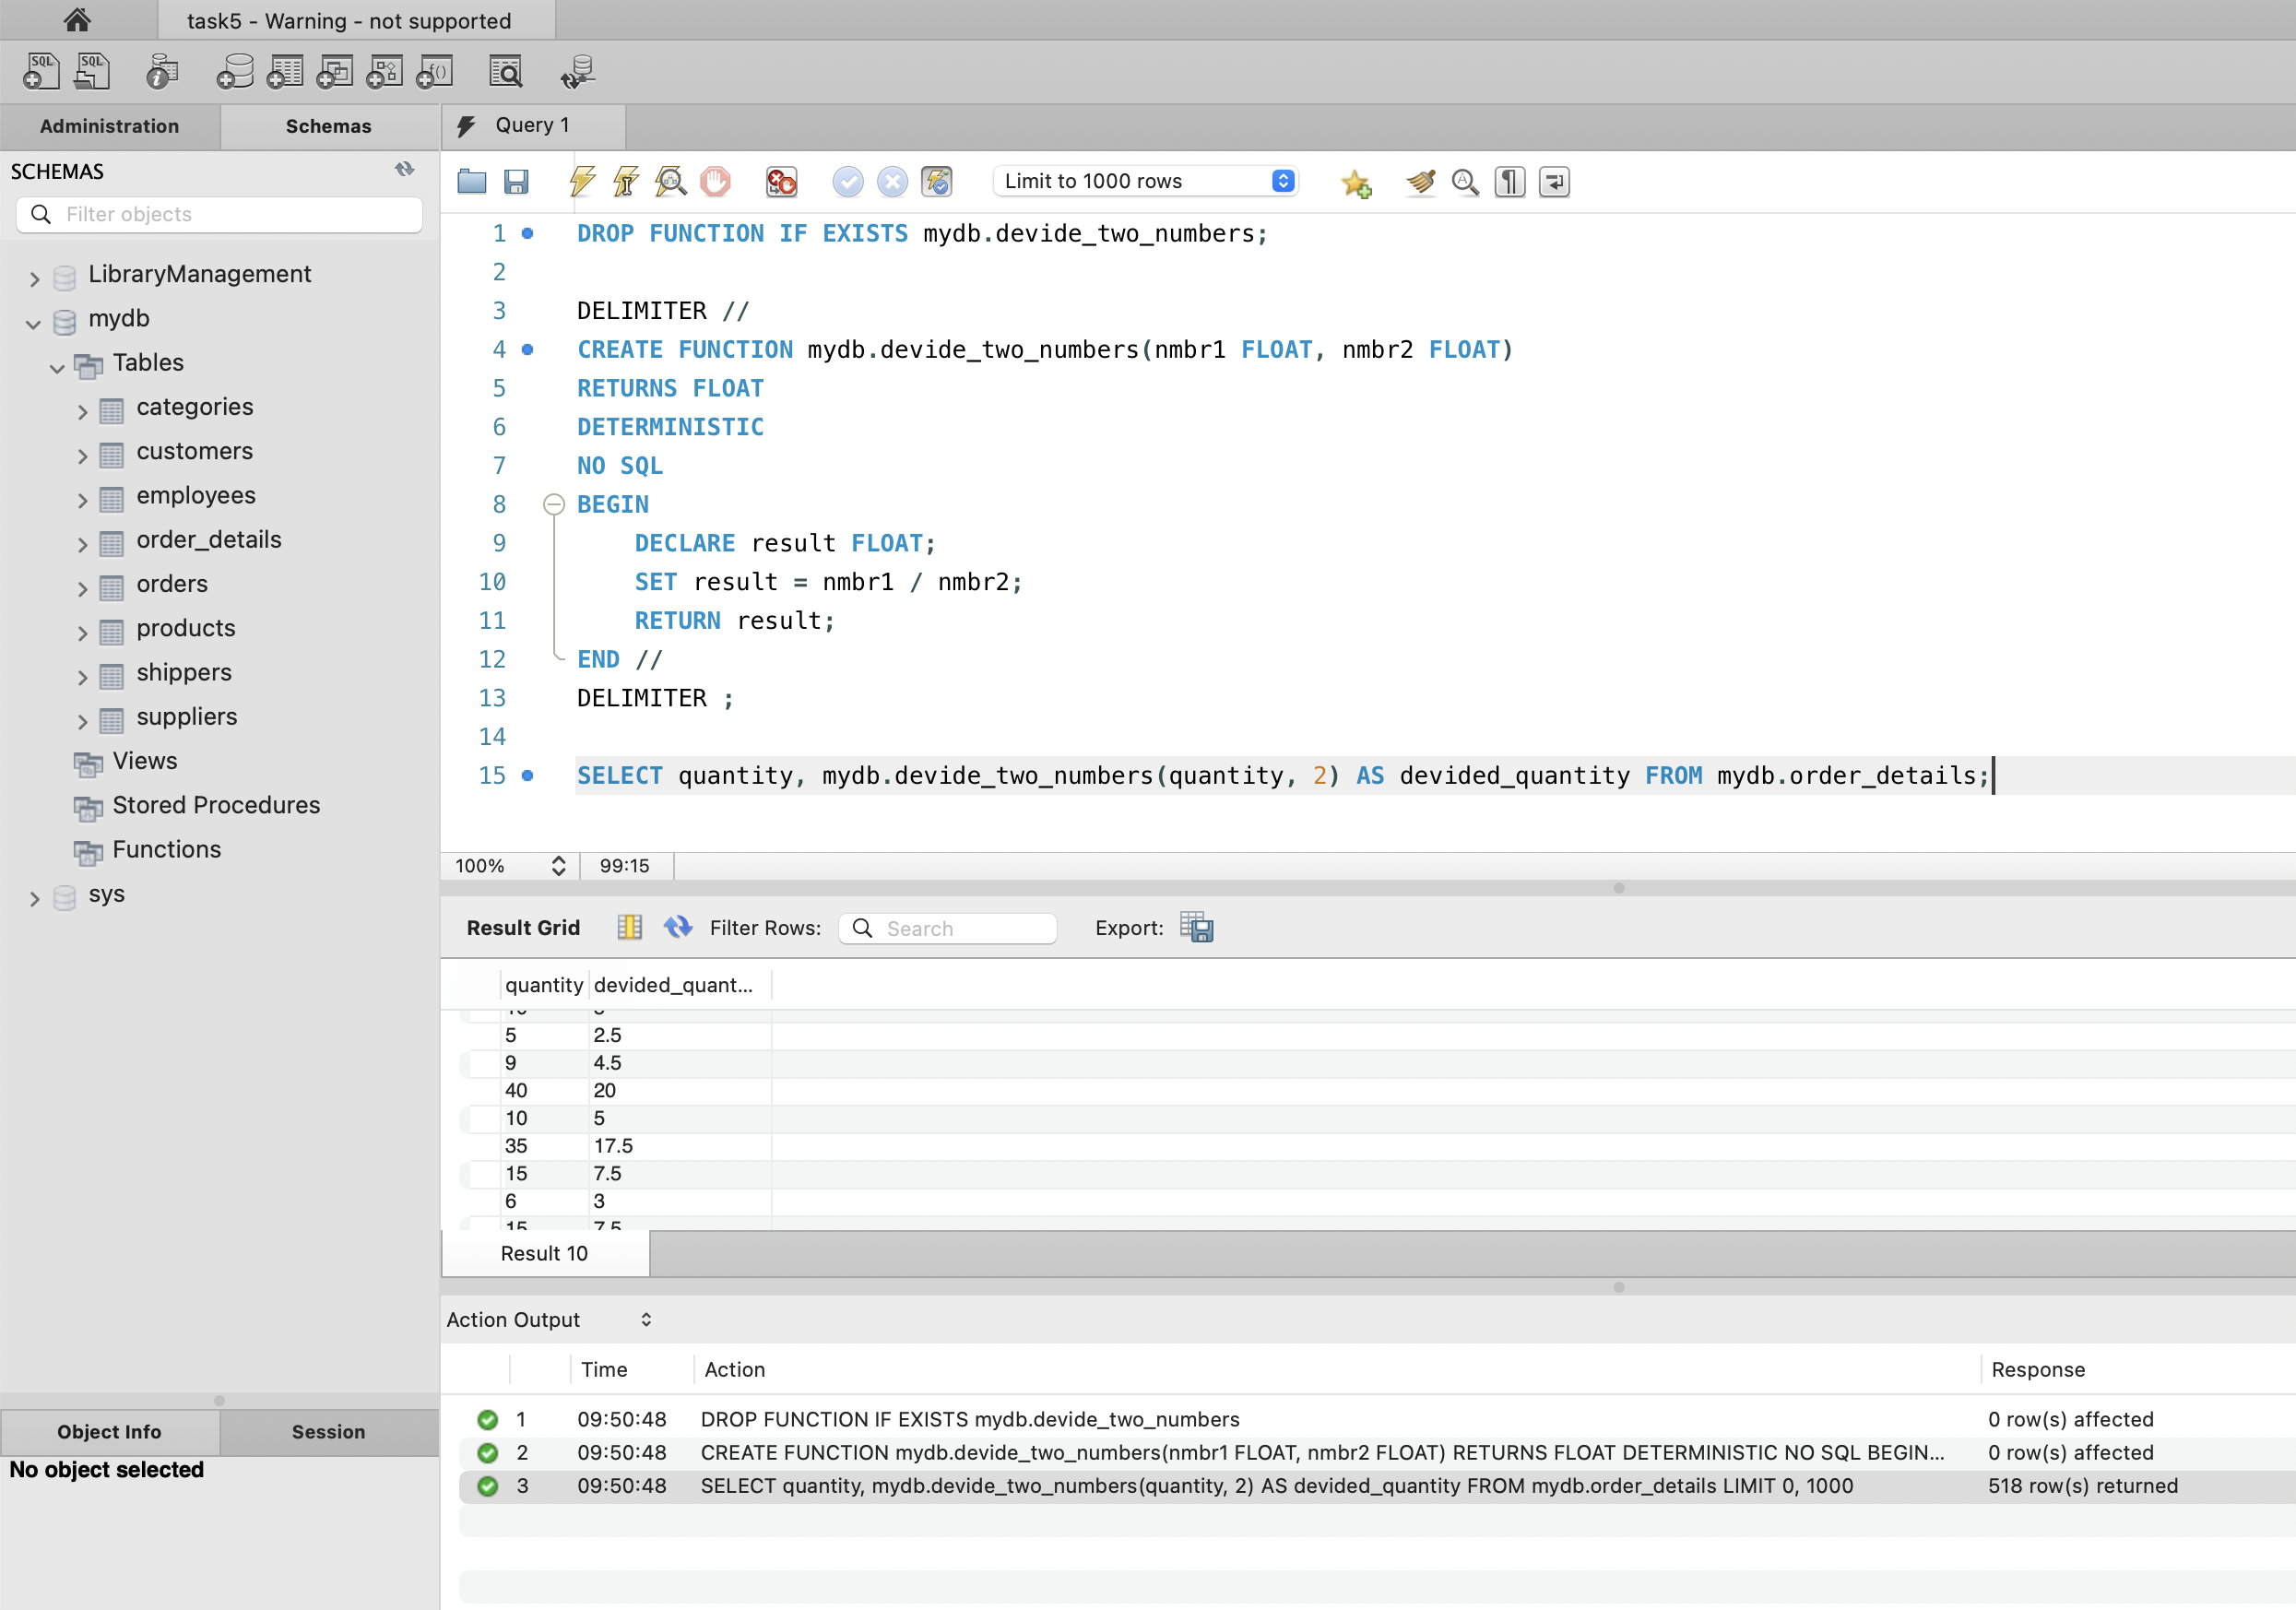 task5 - Warning - not supported
SQL SQL
Administration Schemas Query 1
SCHEMAS
Filter objects
Limit to 1000 rows
LibraryManagement
mydb
Tables
categories
customers
employees
order_details
orders
products
shippers
suppliers
Views
Stored Procedures
Functions
sys
1 DROP FUNCTION IF EXISTS mydb.devide_two_numbers;
2
3 DELIMITER //
4 CREATE FUNCTION mydb.devide_two_numbers(nmbr1 FLOAT, nmbr2 FLOAT)
5 RETURNS FLOAT
6 DETERMINISTIC
7 NO SQL
8 BEGIN
9 DECLARE result FLOAT;
10 SET result = nmbr1 / nmbr2;
11 RETURN result;
12 END //
13 DELIMITER ;
14
15 SELECT quantity, mydb.devide_two_numbers(quantity, 2) AS devided_quantity FROM mydb.order_details;
100% 99:15
Result Grid Filter Rows: Search Export:
quantity devided_quant...
5 2.5
9 4.5
40 20
10 5
35 17.5
15 7.5
6 3
15 7.5
Result 10
Action Output
Time Action Response
1 09:50:48 DROP FUNCTION IF EXISTS mydb.devide_two_numbers 0 row(s) affected
2 09:50:48 CREATE FUNCTION mydb.devide_two_numbers(nmbr1 FLOAT, nmbr2 FLOAT) RETURNS FLOAT DETERMINISTIC NO SQL BEGIN... 0 row(s) affected
3 09:50:48 SELECT quantity, mydb.devide_two_numbers(quantity, 2) AS devided_quantity FROM mydb.order_details LIMIT 0, 1000 518 row(s) returned
Object Info Session
No object selected